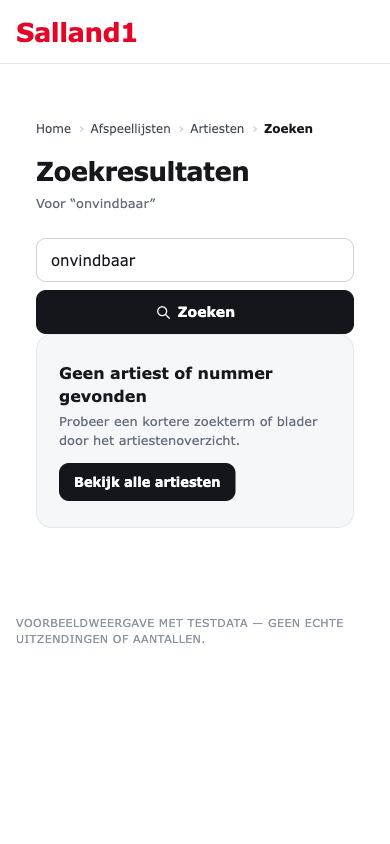 Salland1
Home › Afspeellijsten › Artiesten › Zoeken
Zoekresultaten
Voor “onvindbaar”
onvindbaar
Zoeken
Geen artiest of nummer
gevonden
Probeer een kortere zoekterm of blader
door het artiestenoverzicht.
Bekijk alle artiesten
VOORBEELDWEERGAVE MET TESTDATA — GEEN ECHTE
UITZENDINGEN OF AANTALLEN.